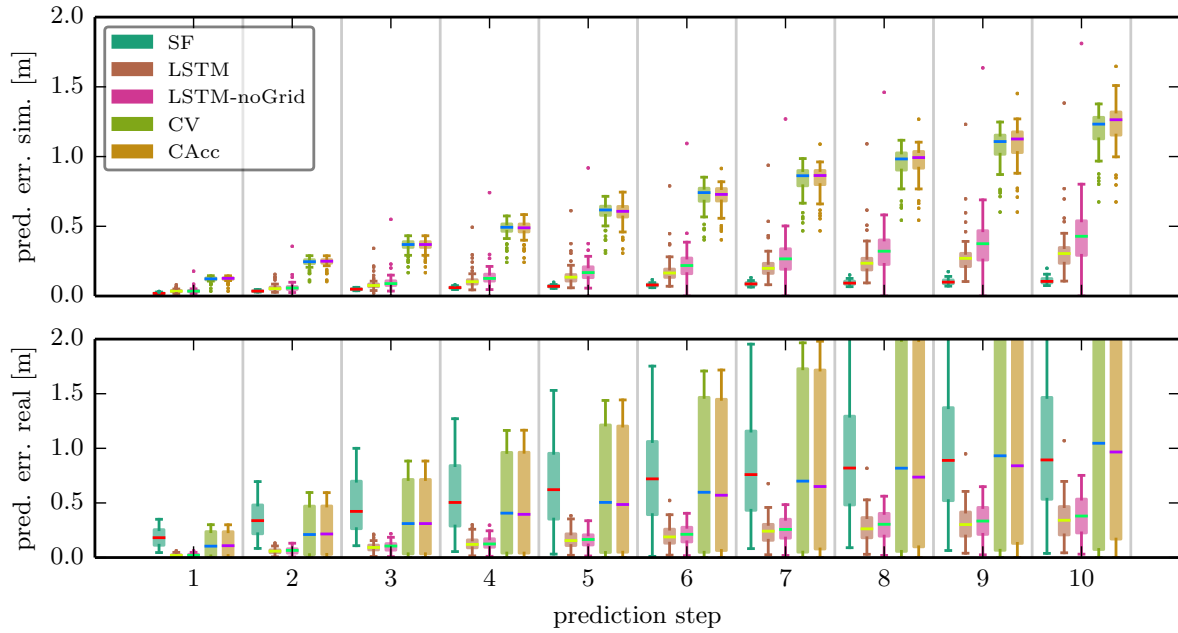 2.0
1.5
1.0
0.5
0.0
pred. err. sim. [m]
SF
LSTM
LSTM-noGrid
CV
CAcc
2.0
1.5
1.0
0.5
0.0
pred. err. real [m]
1 2 3 4 5 6 7 8 9 10
prediction step